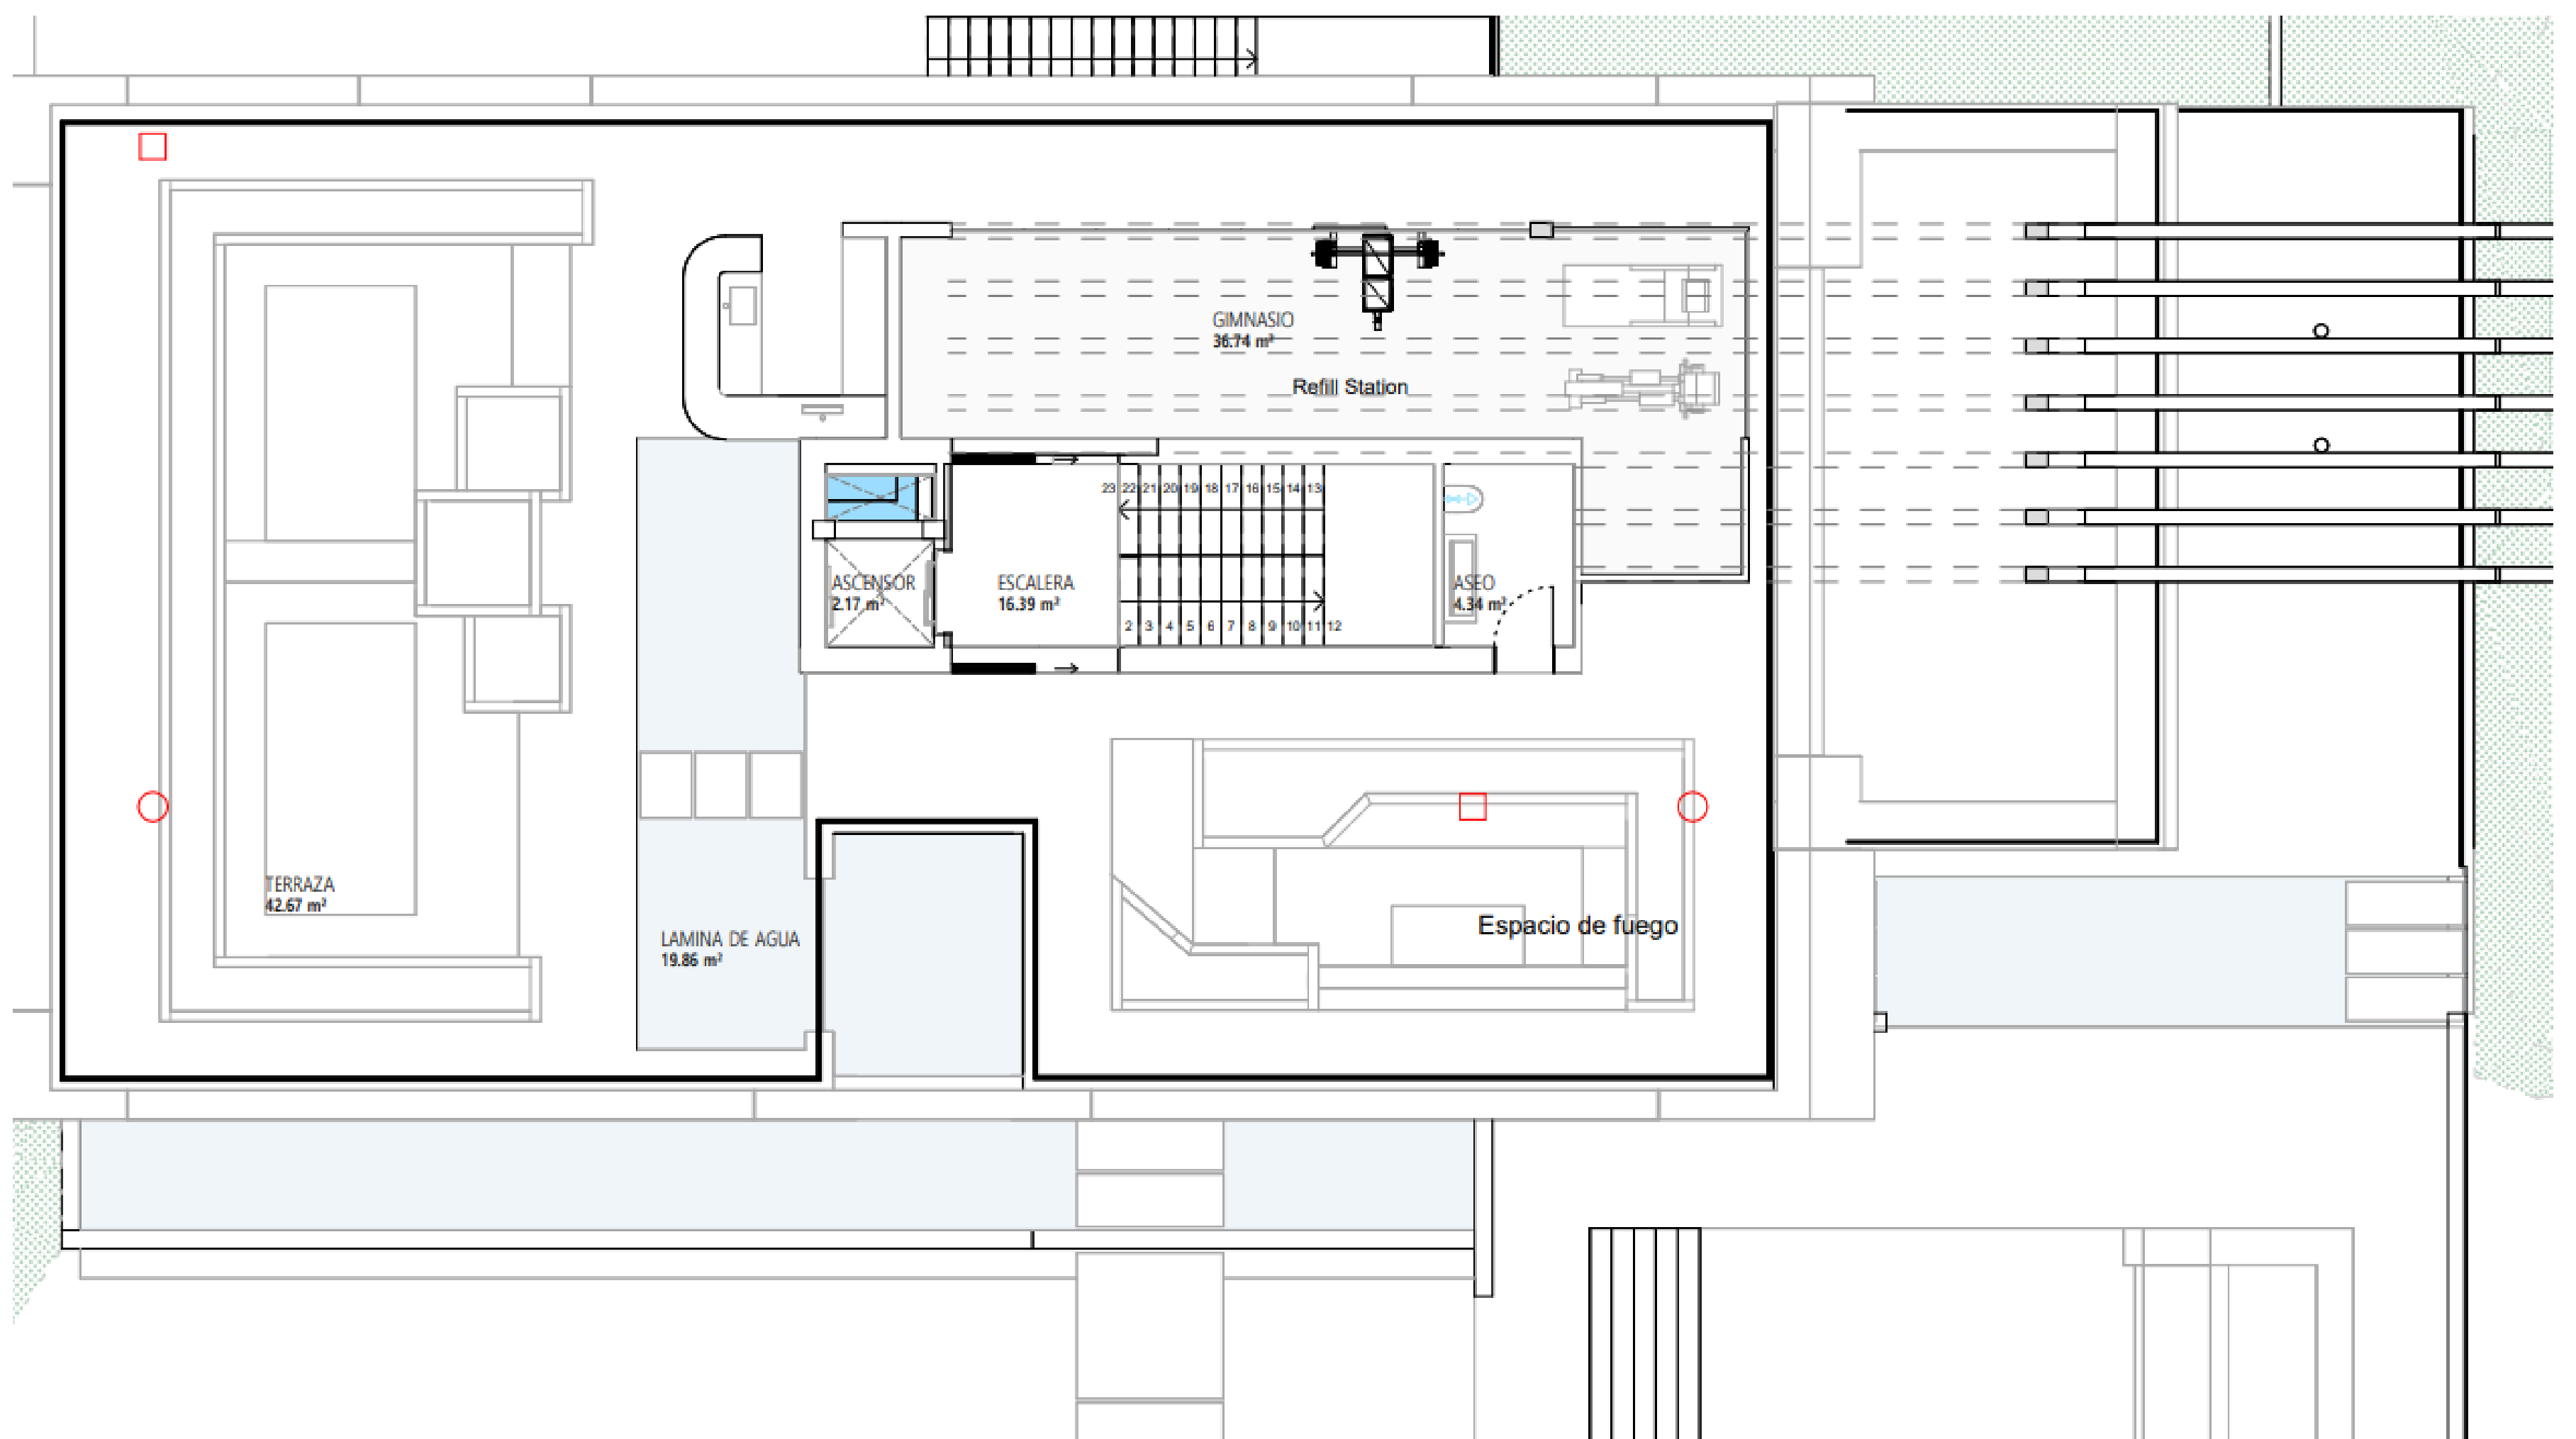 GIMNASIO
36.74 m²
Refill Station
23 22 21 20 19 18 17 16 15 14 13
ASCENSOR
2.17 m²
ESCALERA
16.39 m²
ASEO
4.34 m²
2 3 4 5 6 7 8 9 10 11 12
TERRAZA
42.67 m²
Espacio de fuego
LAMINA DE AGUA
19.86 m²